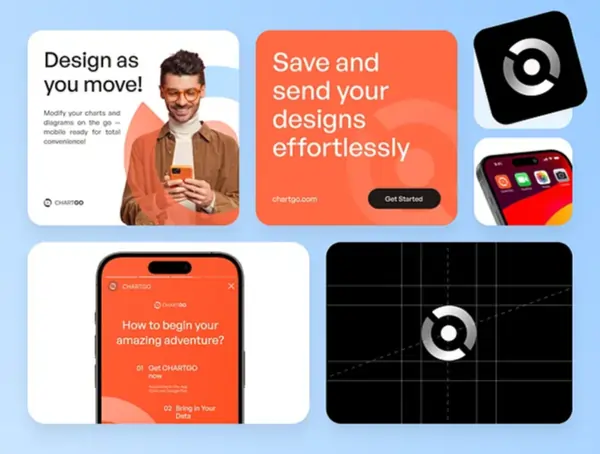 Design as
you move!
Modify your charts and
diagrams on the go —
mobile ready for total
convenience!
CHARTGO
Save and
send your
designs
effortlessly
chartgo.com
Get Started
CHARTGO
CHARTGO
How to begin your
amazing adventure?
01 Get CHARTGO
now
02 Bring in Your
Data